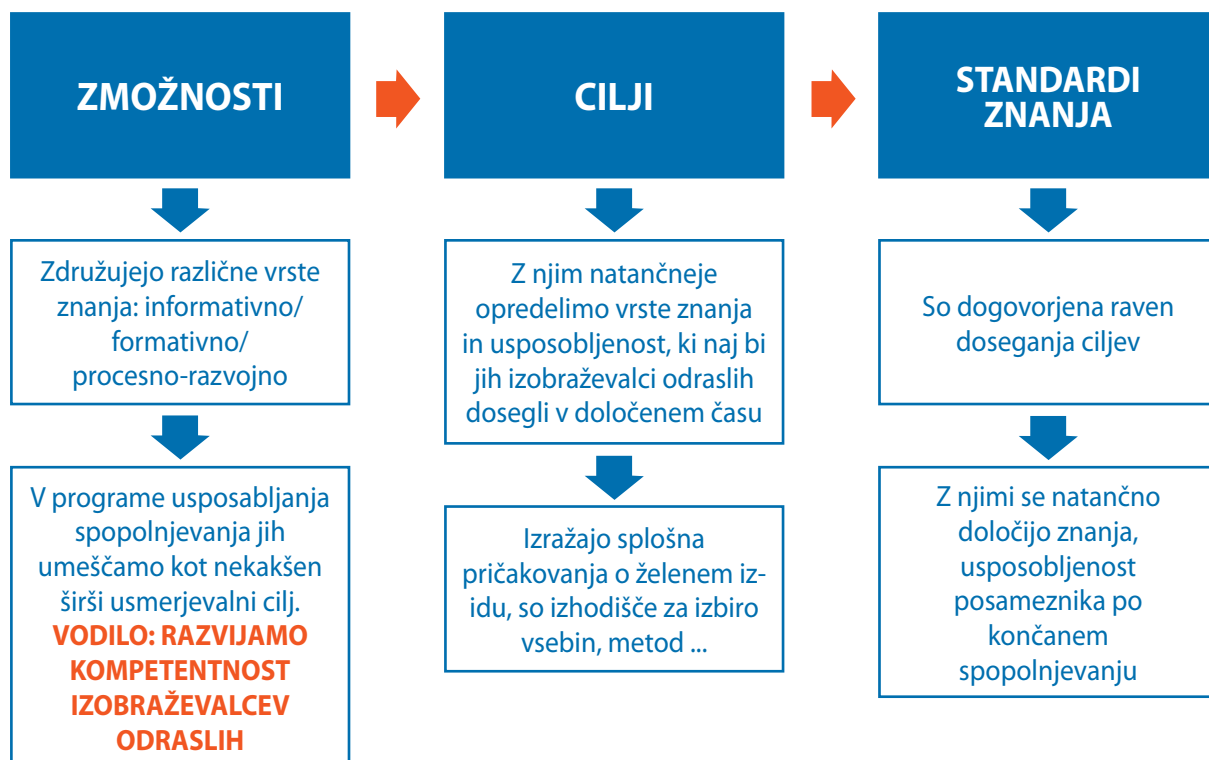 ZMOŽNOSTI
Združujejo različne vrste
znanja: informativno/
formativno/
procesno-razvojno
V programe usposabljanja
spopolnjevanja jih
umeščamo kot nekakšen
širši usmerjevalni cilj.
VODILO: RAZVIJAMO
KOMPETENTNOST
IZOBRAŽEVALCEV
ODRASLIH
CILJI
Z njim natančneje
opredelimo vrste znanja
in usposobljenost, ki naj bi
jih izobraževalci odraslih
dosegli v določenem času
Izražajo splošna
pričakovanja o želenem iz-
idu, so izhodišče za izbiro
vsebin, metod ...
STANDARDI
ZNANJA
So dogovorjena raven
doseganja ciljev
Z njimi se natančno
določijo znanja,
usposobljenost
posameznika po
končanem
spopolnjevanju